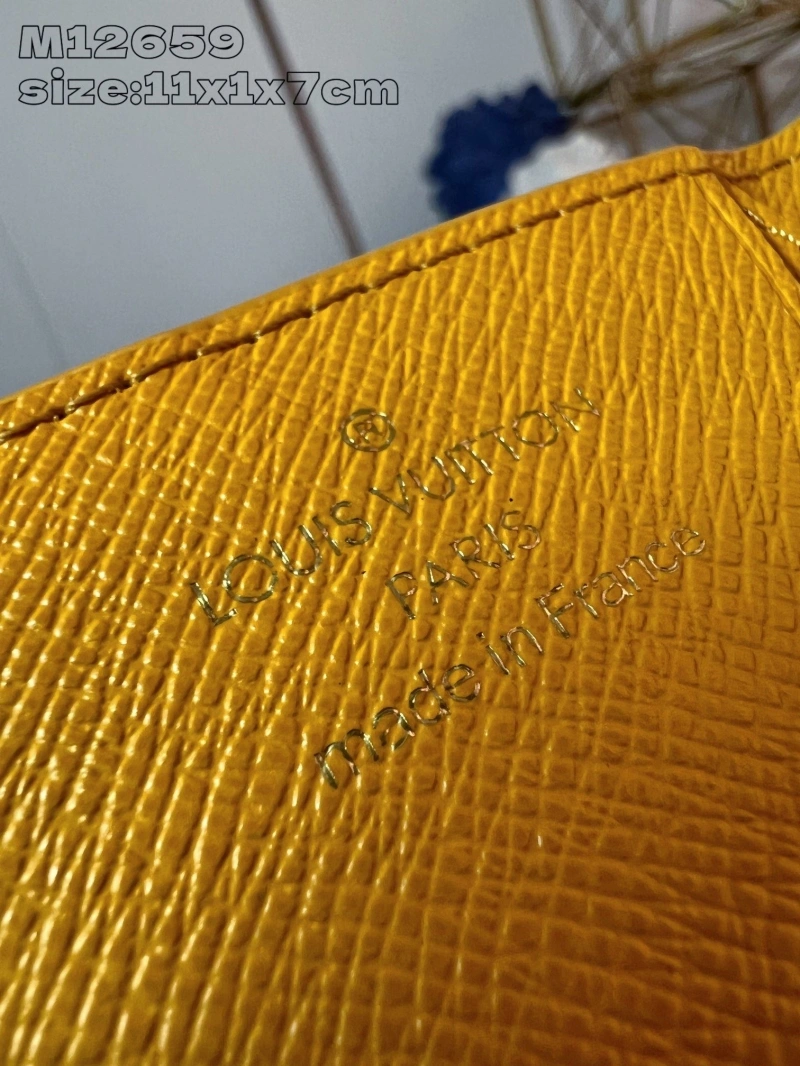 M12659
size:11x1x7cm
®
LOUIS VUITTON
PARIS
made in France